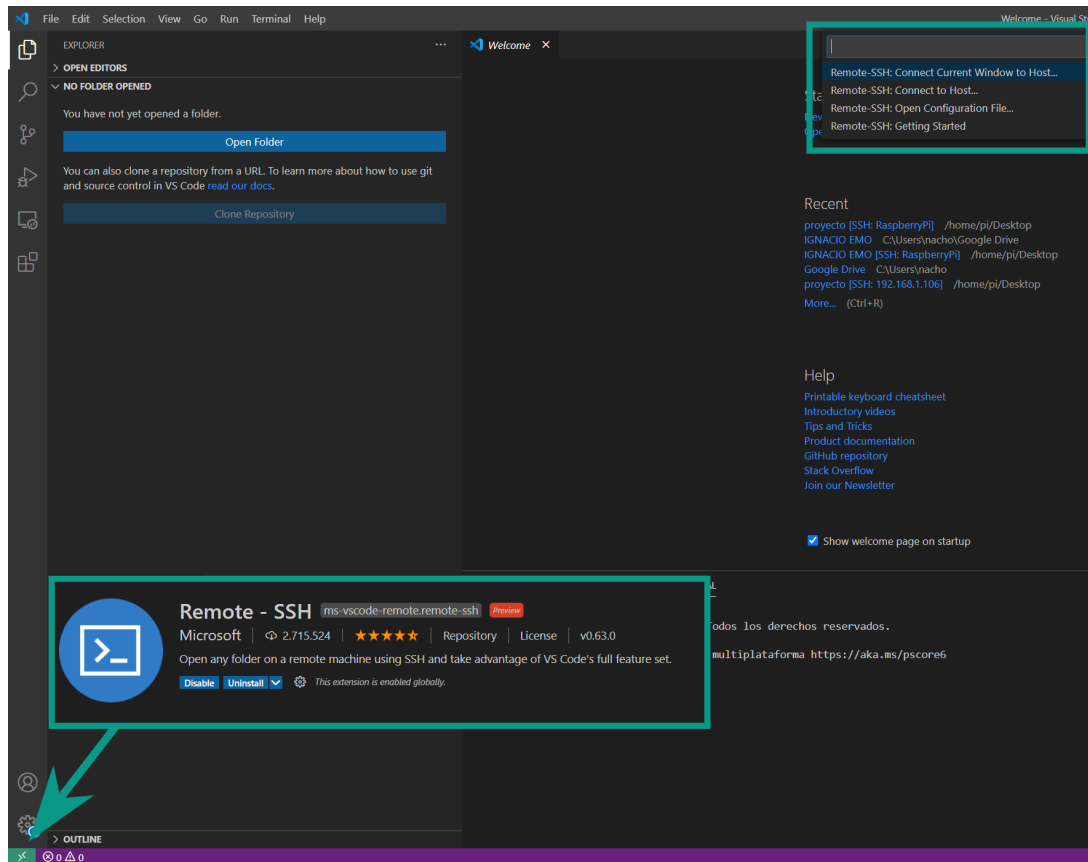 File Edit Selection View Go Run Terminal Help
Welcome - Visual
EXPLORER
Welcome
OPEN EDITORS
NO FOLDER OPENED
You have not yet opened a folder.
Open Folder
You can also clone a repository from a URL. To learn more about how to use git
and source control in VS Code read our docs.
Clone Repository
Remote-SSH: Connect Current Window to Host...
Remote-SSH: Connect to Host...
Remote-SSH: Open Configuration File...
Remote-SSH: Getting Started
Recent
proyecto [SSH: RaspberryPi] /home/pi/Desktop
IGNACIO EMO C:\Users\nacho\Google Drive
IGNACIO EMO [SSH: RaspberryPi] /home/pi/Desktop
Google Drive C:\Users\nacho
proyecto [SSH: 192.168.1.106] /home/pi/Desktop
More... (Ctrl+R)
Help
Printable keyboard cheatsheet
Introductory videos
Tips and Tricks
Product documentation
GitHub repository
Stack Overflow
Join our Newsletter
Show welcome page on startup
Remote - SSH ms-vscode-remote.remote-ssh Preview
Microsoft 2.715.524 Repository License v0.63.0
Open any folder on a remote machine using SSH and take advantage of VS Code's full feature set.
Disable Uninstall This extension is enabled globally.
Todos los derechos reservados.
multiplataforma https://aka.ms/pscore6
OUTLINE
0 0